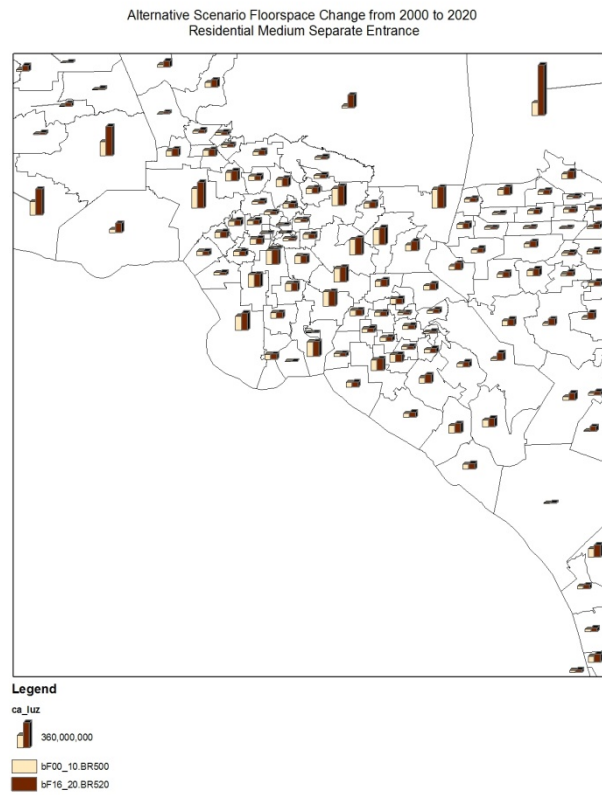 Alternative Scenario Floorspace Change from 2000 to 2020
Residential Medium Separate Entrance
Legend
ca_luz
360,000,000
bF00_10.BR500
bF16_20.BR520